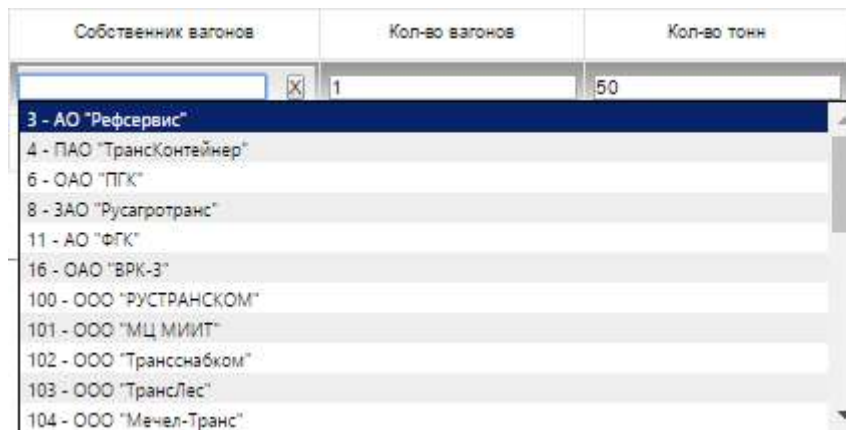 Собственник вагонов Кол-во вагонов Кол-во тонн
X 1 50
3 - АО "Рефсервис"
4 - ПАО "ТрансКонтейнер"
6 - ОАО "ПГК"
8 - ЗАО "Русагротранс"
11 - АО "ФГК"
16 - ОАО "ВРК-3"
100 - ООО "РУСТРАНСКОМ"
101 - ООО "МЦ МИИТ"
102 - ООО "Трансснабком"
103 - ООО "ТрансЛес"
104 - ООО "Мечел-Транс"